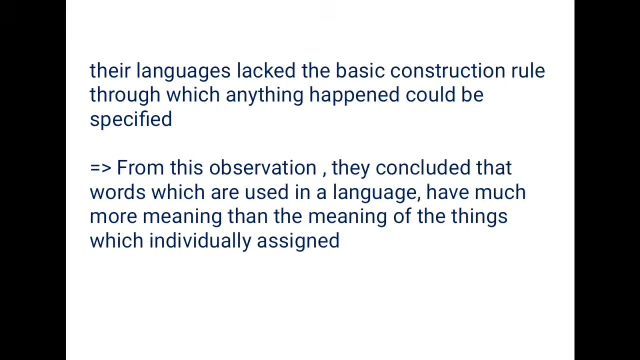 their languages lacked the basic construction rule
through which anything happened could be
specified
=> From this observation , they concluded that
words which are used in a language, have much
more meaning than the meaning of the things
which individually assigned